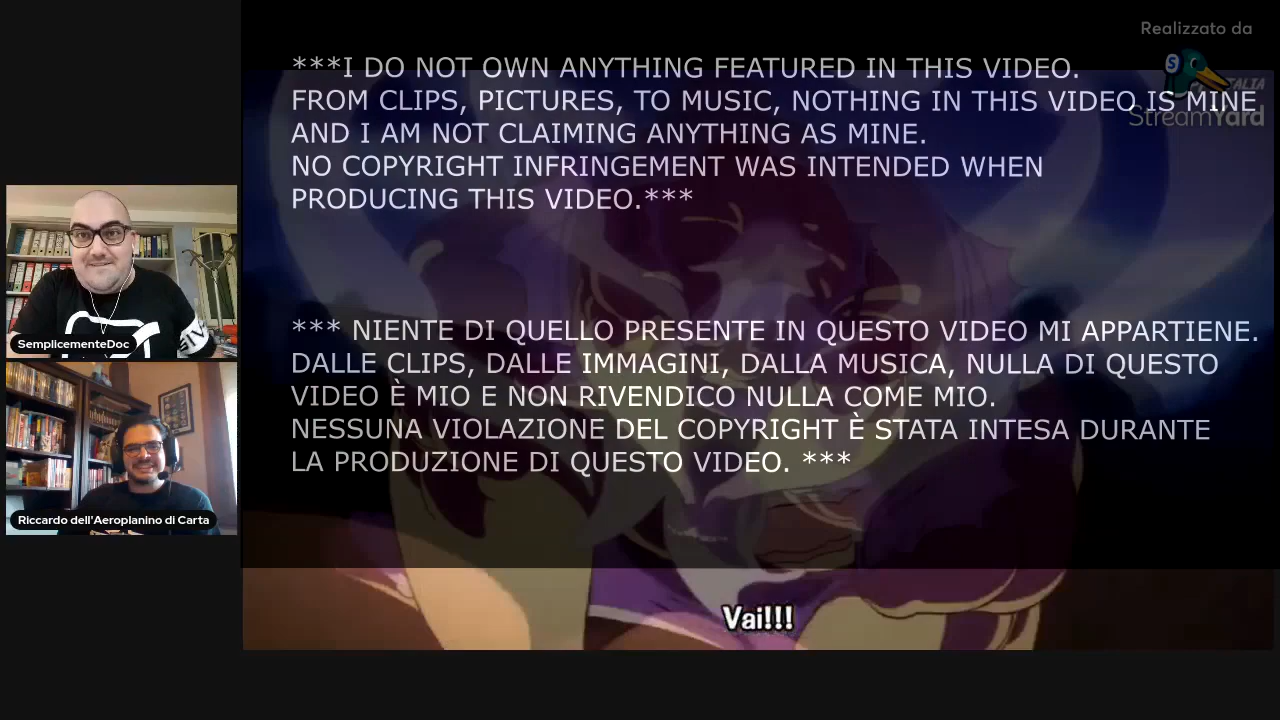 Realizzato da
***I DO NOT OWN ANYTHING FEATURED IN THIS VIDEO.
S
ITALIA
FROM CLIPS, PICTURES, TO MUSIC, NOTHING IN THIS VIDEO IS MINE
StreamYard
AND I AM NOT CLAIMING ANYTHING AS MINE.
NO COPYRIGHT INFRINGEMENT WAS INTENDED WHEN
PRODUCING THIS VIDEO.***
SemplicementeDoc
*** NIENTE DI QUELLO PRESENTE IN QUESTO VIDEO MI APPARTIENE.
DALLE CLIPS, DALLE IMMAGINI, DALLA MUSICA, NULLA DI QUESTO
VIDEO È MIO E NON RIVENDICO NULLA COME MIO.
NESSUNA VIOLAZIONE DEL COPYRIGHT È STATA INTESA DURANTE
LA PRODUZIONE DI QUESTO VIDEO. ***
Riccardo dell'Aeroplanino di Carta
Vai!!!